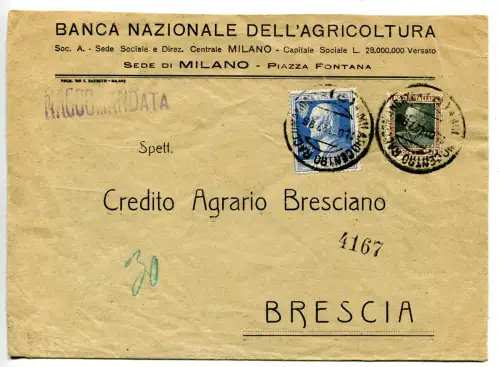 BANCA NAZIONALE DELL'AGRICOLTURA
Soc. A. - Sede Sociale e Direz. Centrale MILANO - Capitale Sociale L. 28.000.000 Versato
SEDE DI MILANO - PIAZZA FONTANA
RACCOMANDATA
Spett.
Credito Agrario Bresciano
4167
30
BRESCIA